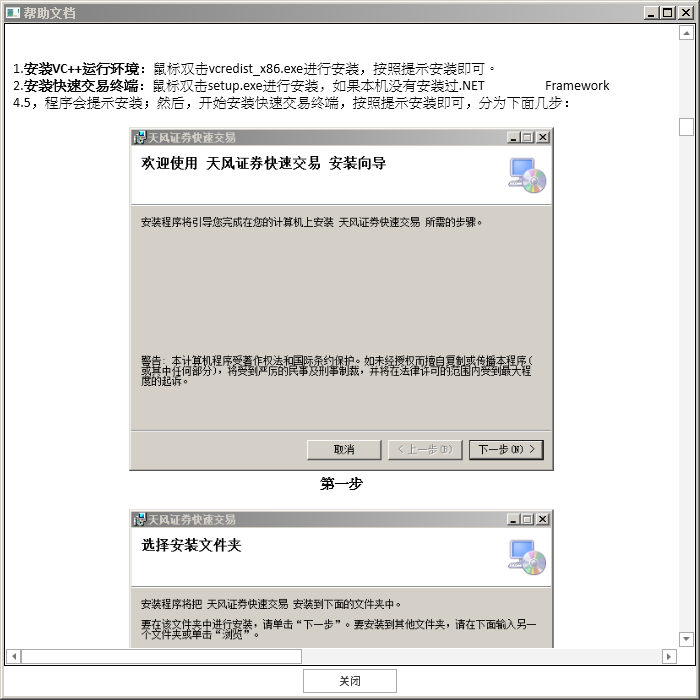 帮助文档
1.安装VC++运行环境：鼠标双击vcredist_x86.exe进行安装，按照提示安装即可。
2.安装快速交易终端：鼠标双击setup.exe进行安装，如果本机没有安装过.NET Framework
4.5，程序会提示安装；然后，开始安装快速交易终端，按照提示安装即可，分为下面几步：
天风证券快速交易
欢迎使用 天风证券快速交易 安装向导
安装程序将引导您完成在您的计算机上安装 天风证券快速交易 所需的步骤。
警告：本计算机程序受著作权法和国际条约保护。如未经授权而擅自复制或传播本程序(
或其中任何部分)，将受到严厉的民事及刑事制裁，并将在法律许可的范围内受到最大程
度的起诉。
取消 <上一步(B) 下一步(N) >
第一步
天风证券快速交易
选择安装文件夹
安装程序将把 天风证券快速交易 安装到下面的文件夹中。
要在该文件夹中进行安装，请单击“下一步”。要安装到其他文件夹，请在下面输入另一
个文件夹或单击“浏览”。
关闭